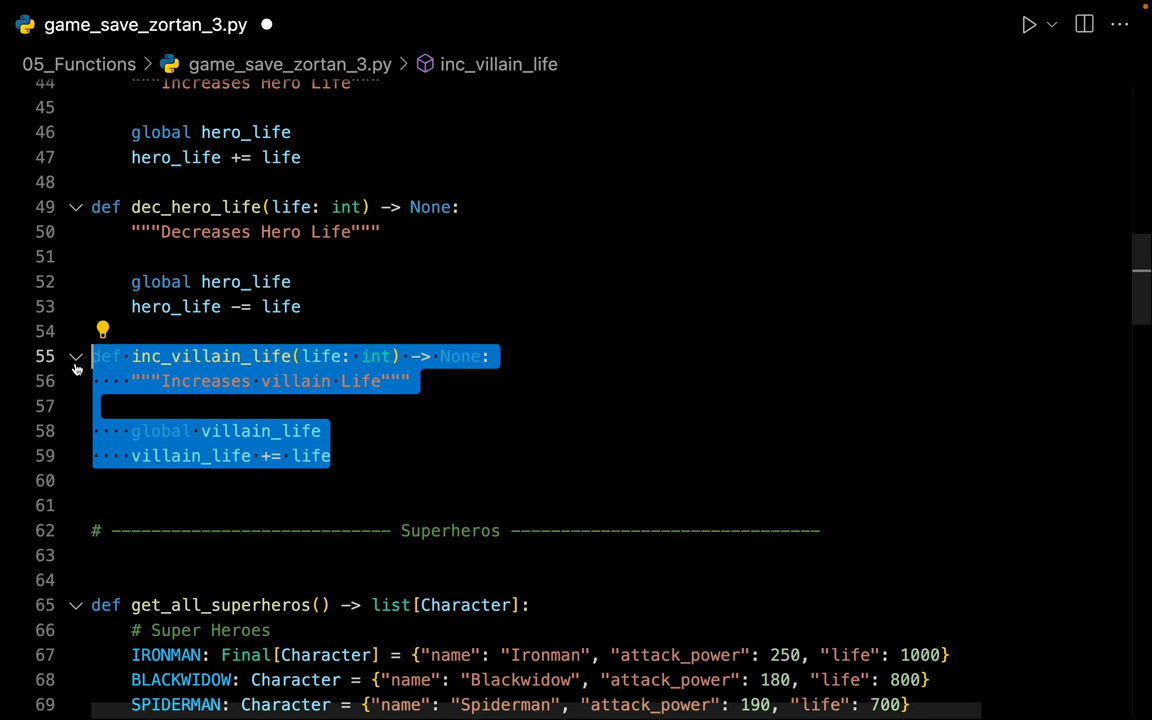 game_save_zortan_3.py
05_Functions > game_save_zortan_3.py > inc_villain_life
44 """Increases Hero Life"""
45
46 global hero_life
47 hero_life += life
48
49 def dec_hero_life(life: int) -> None:
50 """Decreases Hero Life"""
51
52 global hero_life
53 hero_life -= life
54
55 def inc_villain_life(life: int) -> None:
56 """Increases villain Life"""
57
58 global villain_life
59 villain_life += life
60
61
62 # ---------------------------- Superheros -------------------------------
63
64
65 def get_all_superheros() -> list[Character]:
66 # Super Heroes
67 IRONMAN: Final[Character] = {"name": "Ironman", "attack_power": 250, "life": 1000}
68 BLACKWIDOW: Character = {"name": "Blackwidow", "attack_power": 180, "life": 800}
69 SPIDERMAN: Character = {"name": "Spiderman", "attack_power": 190, "life": 700}